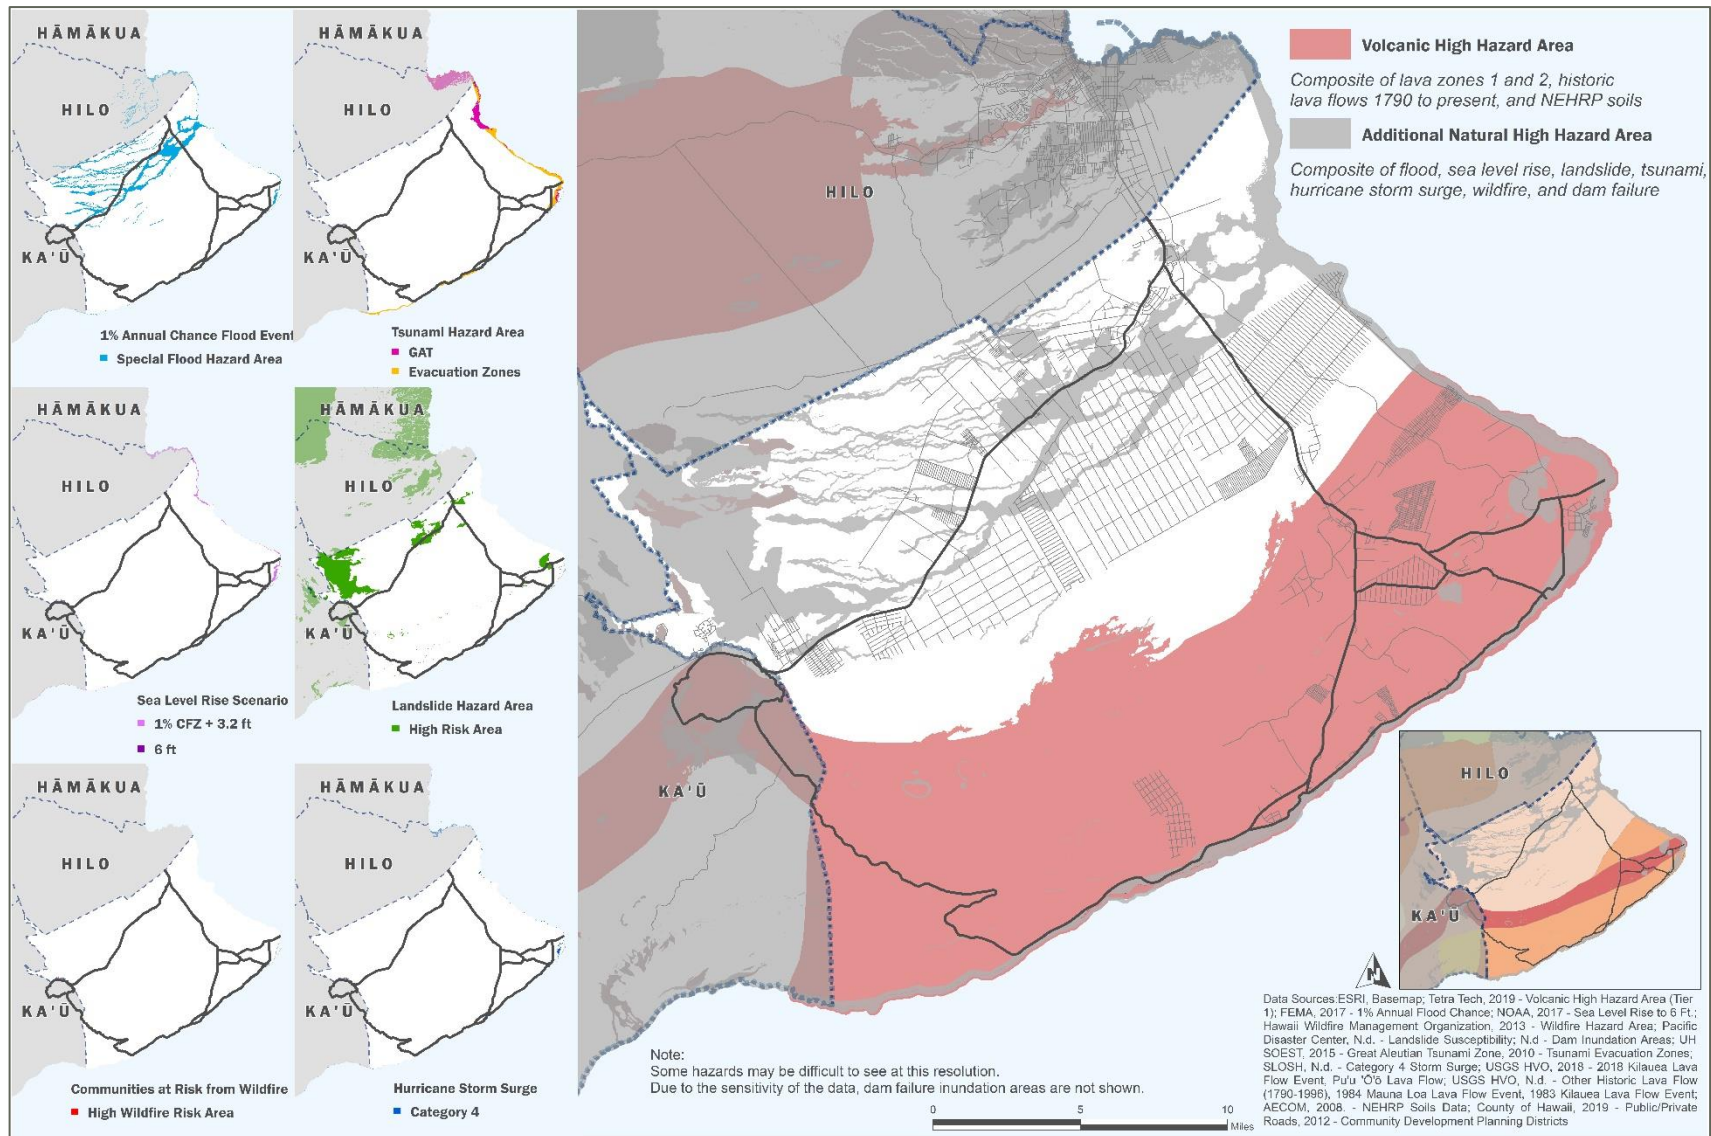 HĀMĀKUA
HILO
KA'Ū
1% Annual Chance Flood Event
Special Flood Hazard Area
HĀMĀKUA
HILO
KA'Ū
Tsunami Hazard Area
GAT
Evacuation Zones
HĀMĀKUA
HILO
KA'Ū
Sea Level Rise Scenario
1% CFZ + 3.2 ft
6 ft
HĀMĀKUA
HILO
KA'Ū
Landslide Hazard Area
High Risk Area
HĀMĀKUA
HILO
KA'Ū
Communities at Risk from Wildfire
High Wildfire Risk Area
HĀMĀKUA
HILO
KA'Ū
Hurricane Storm Surge
Category 4
HILO
KA'Ū
Volcanic High Hazard Area
Composite of lava zones 1 and 2, historic
lava flows 1790 to present, and NEHRP soils
Additional Natural High Hazard Area
Composite of flood, sea level rise, landslide, tsunami,
hurricane storm surge, wildfire, and dam failure
HILO
KA'Ū
N
Note:
Some hazards may be difficult to see at this resolution.
Due to the sensitivity of the data, dam failure inundation areas are not shown.
0 5 10
Miles
Data Sources:ESRI, Basemap; Tetra Tech, 2019 - Volcanic High Hazard Area (Tier
1); FEMA, 2017 - 1% Annual Flood Chance; NOAA, 2017 - Sea Level Rise to 6 Ft.;
Hawaii Wildfire Management Organization, 2013 - Wildfire Hazard Area; Pacific
Disaster Center, N.d. - Landslide Susceptibility; N.d - Dam Inundation Areas; UH
SOEST, 2015 - Great Aleutian Tsunami Zone, 2010 - Tsunami Evacuation Zones;
SLOSH, N.d. - Category 4 Storm Surge; USGS HVO, 2018 - 2018 Kilauea Lava
Flow Event, Pu'u 'Ō'ō Lava Flow; USGS HVO, N.d. - Other Historic Lava Flow
(1790-1996), 1984 Mauna Loa Lava Flow Event, 1983 Kilauea Lava Flow Event;
AECOM, 2008. - NEHRP Soils Data; County of Hawaii, 2019 - Public/Private
Roads, 2012 - Community Development Planning Districts